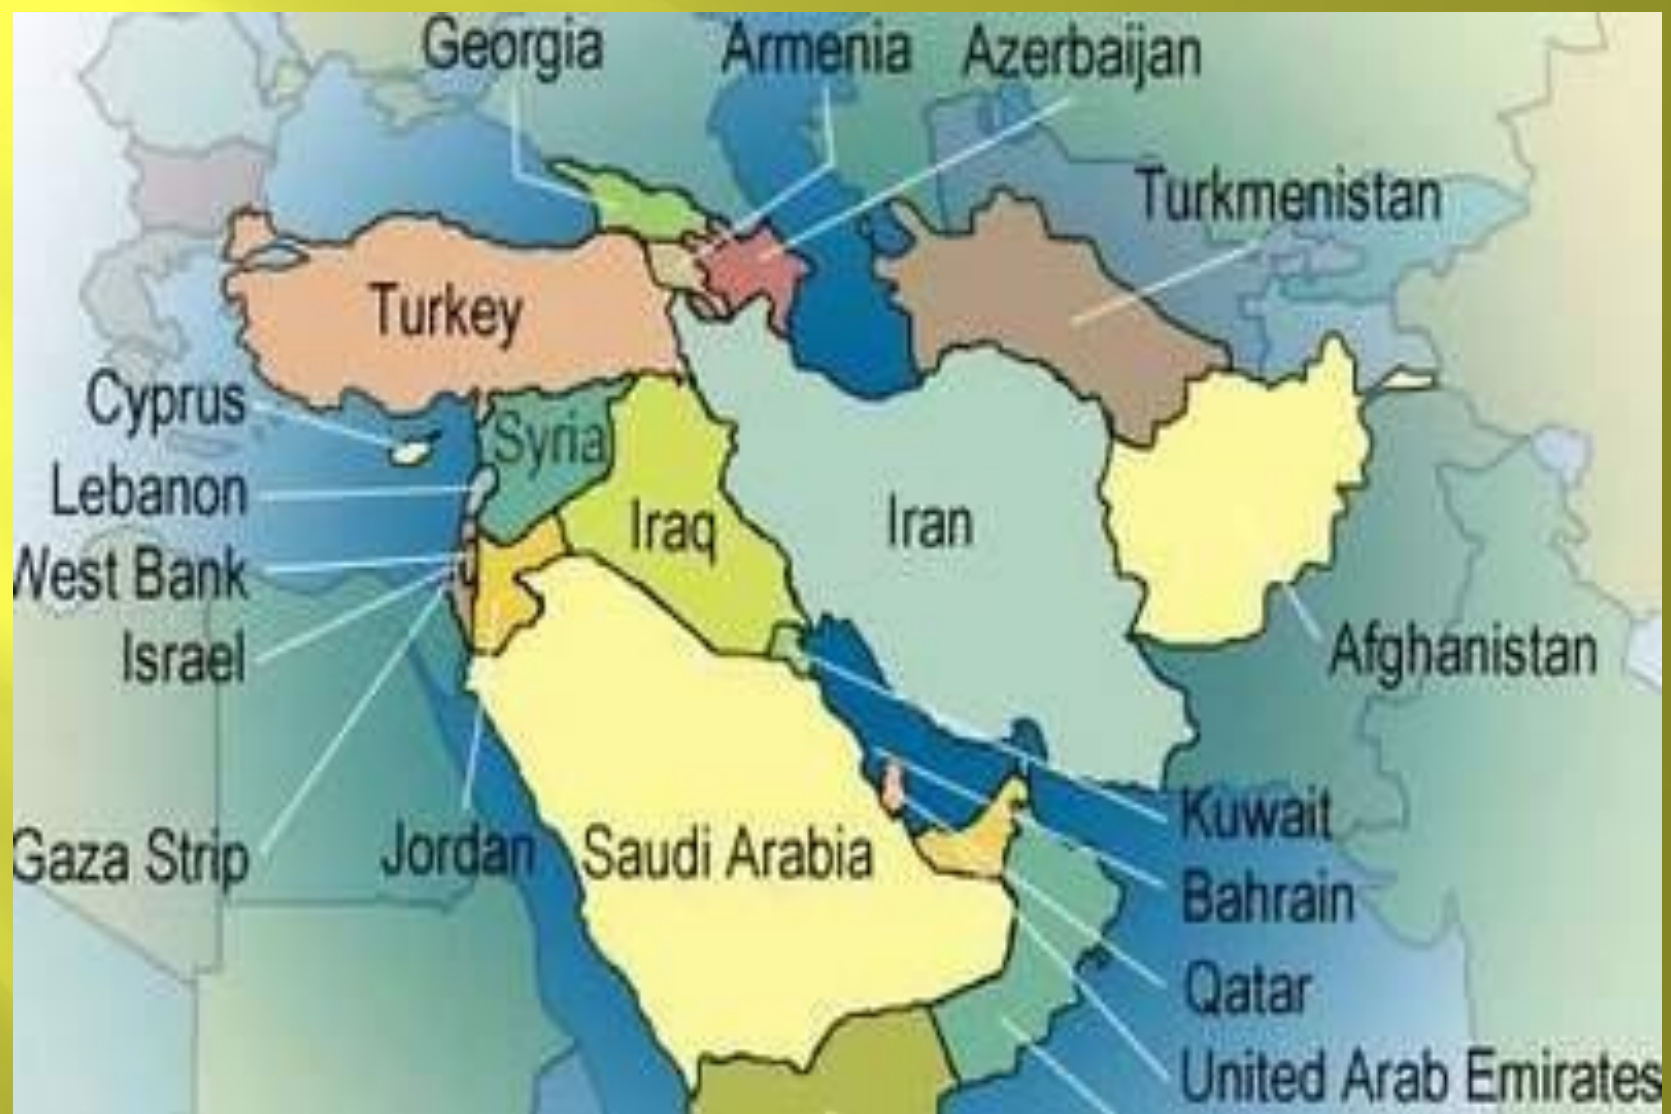 Georgia
Armenia
Azerbaijan
Turkmenistan
Turkey
Cyprus
Syria
Lebanon
Iraq
Iran
West Bank
Israel
Afghanistan
Gaza Strip
Jordan
Saudi Arabia
Kuwait
Bahrain
Qatar
United Arab Emirates